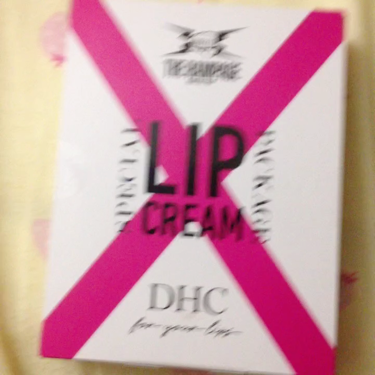 THE RAMPAGE
SPECIAL
LIP
CREAM
PACKAGE
DHC
for your lips